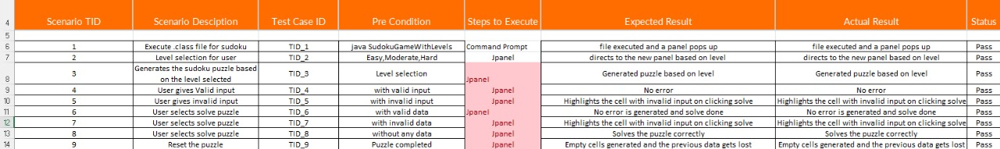 4 Scenario TID Scenario Desciption Test Case ID Pre Condition Steps to Execute Expected Result Actual Result Status
5
6 1 Execute .class file for sudoku TID_1 java SudokuGameWithLevels Command Prompt file executed and a panel pops up file executed and a panel pops up Pass
7 2 Level selection for user TID_2 Easy,Moderate,Hard Jpanel directs to the new panel based on level directs to the new panel based on level Pass
8 3 Generates the sudoku puzzle based
on the level selected TID_3 Level selection Jpanel Generated puzzle based on level Generated puzzle based on level Pass
9 4 User gives Valid input TID_4 with valid input Jpanel No error No error Pass
10 5 User gives invalid input TID_5 with invalid input Jpanel Highlights the cell with invalid input on clicking solve Highlights the cell with invalid input on clicking solve Pass
11 6 User selects solve puzzle TID_6 with valid data Jpanel No error is generated and solve done No error is generated and solve done Pass
12 7 User selects solve puzzle TID_7 with invalid data Jpanel Highlights the cell with invalid input on clicking solve Highlights the cell with invalid input on clicking solve Pass
13 8 User selects solve puzzle TID_8 without any data Jpanel Solves the puzzle correctly Solves the puzzle correctly Pass
14 9 Reset the puzzle TID_9 Puzzle completed Jpanel Empty cells generated and the previous data gets lost Empty cells generated and the previous data gets lost Pass